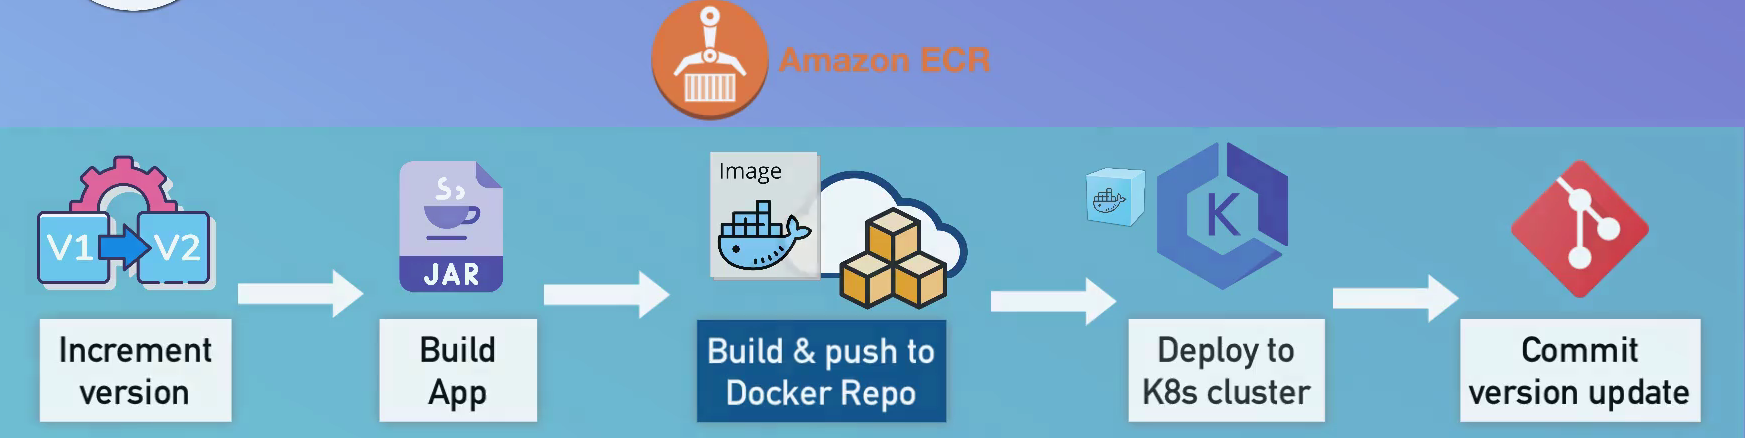 Amazon ECR
V1
V2
JAR
Image
K
Increment
version
Build
App
Build & push to
Docker Repo
Deploy to
K8s cluster
Commit
version update